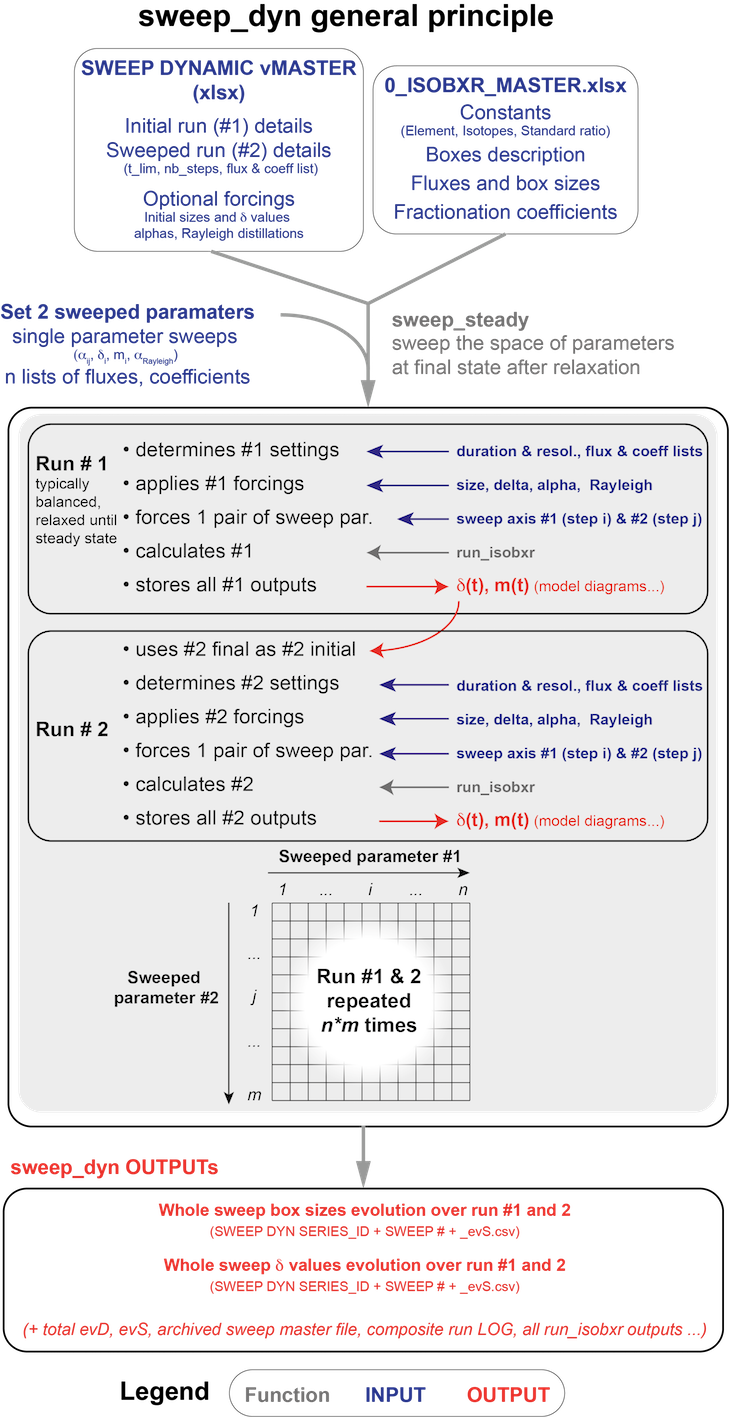 sweep_dyn general principle
SWEEP DYNAMIC vMASTER
(xlsx)
Initial run (#1) details
Sweeped run (#2) details
(t_lim, nb_steps, flux & coeff list)
Optional forcings
Initial sizes and δ values
alphas, Rayleigh distillations
0_ISOBXR_MASTER.xlsx
Constants
(Element, Isotopes, Standard ratio)
Boxes description
Fluxes and box sizes
Fractionation coefficients
Set 2 sweeped paramaters
single parameter sweeps
(αij, δi, mi, αRayleigh)
n lists of fluxes, coefficients
sweep_steady
sweep the space of parameters
at final state after relaxation
Run # 1
typically
balanced,
relaxed until
steady state
• determines #1 settings
duration & resol., flux & coeff lists
• applies #1 forcings
size, delta, alpha, Rayleigh
• forces 1 pair of sweep par.
sweep axis #1 (step i) & #2 (step j)
• calculates #1
run_isobxr
• stores all #1 outputs
δ(t), m(t) (model diagrams...)
Run # 2
• uses #2 final as #2 initial
• determines #2 settings
duration & resol., flux & coeff lists
• applies #2 forcings
size, delta, alpha, Rayleigh
• forces 1 pair of sweep par.
sweep axis #1 (step i) & #2 (step j)
• calculates #2
run_isobxr
• stores all #2 outputs
δ(t), m(t) (model diagrams...)
Sweeped parameter #1
1 ... i ... n
Sweeped
parameter #2
1
...
j
...
m
Run #1 & 2
repeated
n*m times
sweep_dyn OUTPUTs
Whole sweep box sizes evolution over run #1 and 2
(SWEEP DYN SERIES_ID + SWEEP # + _evS.csv)
Whole sweep δ values evolution over run #1 and 2
(SWEEP DYN SERIES_ID + SWEEP # + _evS.csv)
(+ total evD, evS, archived sweep master file, composite run LOG, all run_isobxr outputs ...)
Legend
Function INPUT OUTPUT